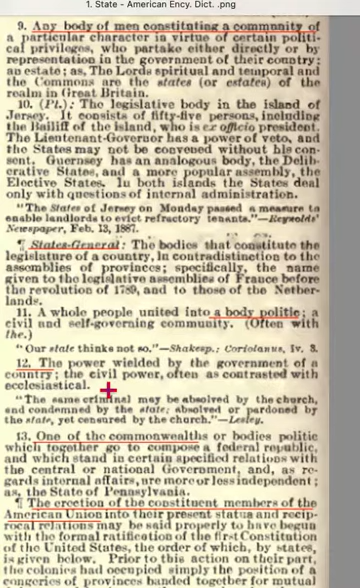 1. State - American Ency. Dict. .png
9. Any body of men constituting a community of
a particular character in virtue of certain politi-
cal privileges, who partake either directly or by
representation in the government of their country:
an estate; as, The Lords spiritual and temporal and
the Commons are the states (or estates) of the
realm in Great Britain.
10. (Pl.): The legislative body in the island of
Jersey. It consists of fifty-five persons, including
the Bailiff of the island, who is ex officio president.
The Lieutenant-Governor has a power of veto, and
the States may not be convened without his con-
sent. Guernsey has an analogous body, the Delib-
erative States, and a more popular assembly, the
Elective States. In both islands the States deal
only with questions of internal administration.
"The States of Jersey on Monday passed a measure to
enable landlords to evict refractory tenants."—Reynolds'
Newspaper, Feb. 13, 1887.
¶ States-General: The bodies that constitute the
legislature of a country, in contradistinction to the
assemblies of provinces; specifically, the name
given to the legislative assemblies of France before
the revolution of 1789, and to those of the Nether-
lands.
11. A whole people united into a body politic; a
civil and self-governing community. (Often with
the.)
"Our state thinks not so."—Shakesp.: Coriolanus, iv. 3.
12. The power wielded by the government of a
country; the civil power, often as contrasted with
ecclesiastical.
"The same criminal may be absolved by the church,
and condemned by the state; absolved or pardoned by
the state, yet censured by the church."—Lesley.
13. One of the commonwealths or bodies politic
which together go to compose a federal republic,
and which stand in certain specified relations with
the central or national Government, and, as re-
gards internal affairs, are more or less independent;
as, the State of Pennsylvania.
¶ The erection of the constituent members of the
American Union into their present status and recip-
rocal relations may be said properly to have begun
with the formal ratification of the first Constitution
of the United States, the order of which, by states,
is given below. Prior to this action on their part,
the colonies had occupied simply the position of
congeries of provinces banded together for mutual